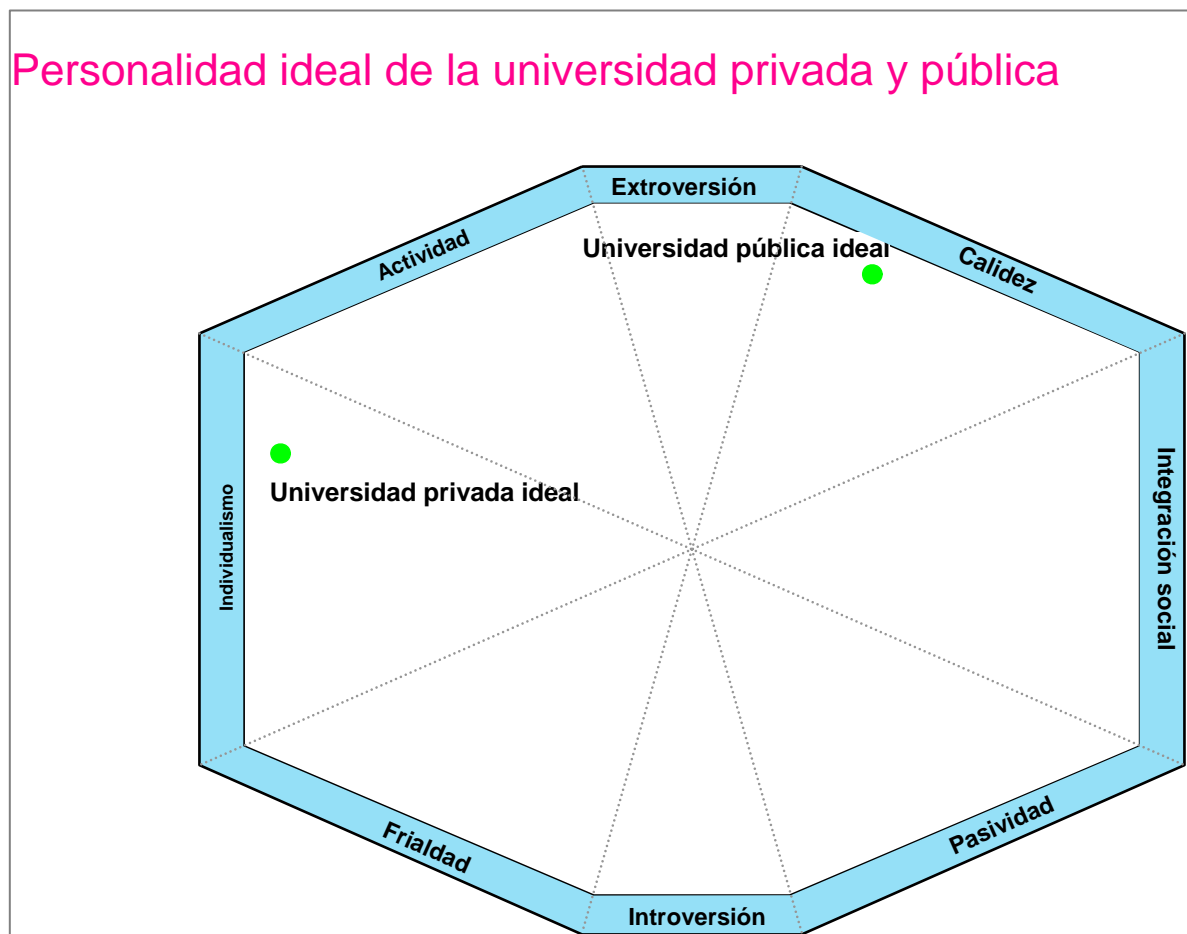 Personalidad ideal de la universidad privada y pública
Extroversión
Actividad
Universidad pública ideal
Calidez
Universidad privada ideal
Individualismo
Integración social
Frialdad
Pasividad
Introversión